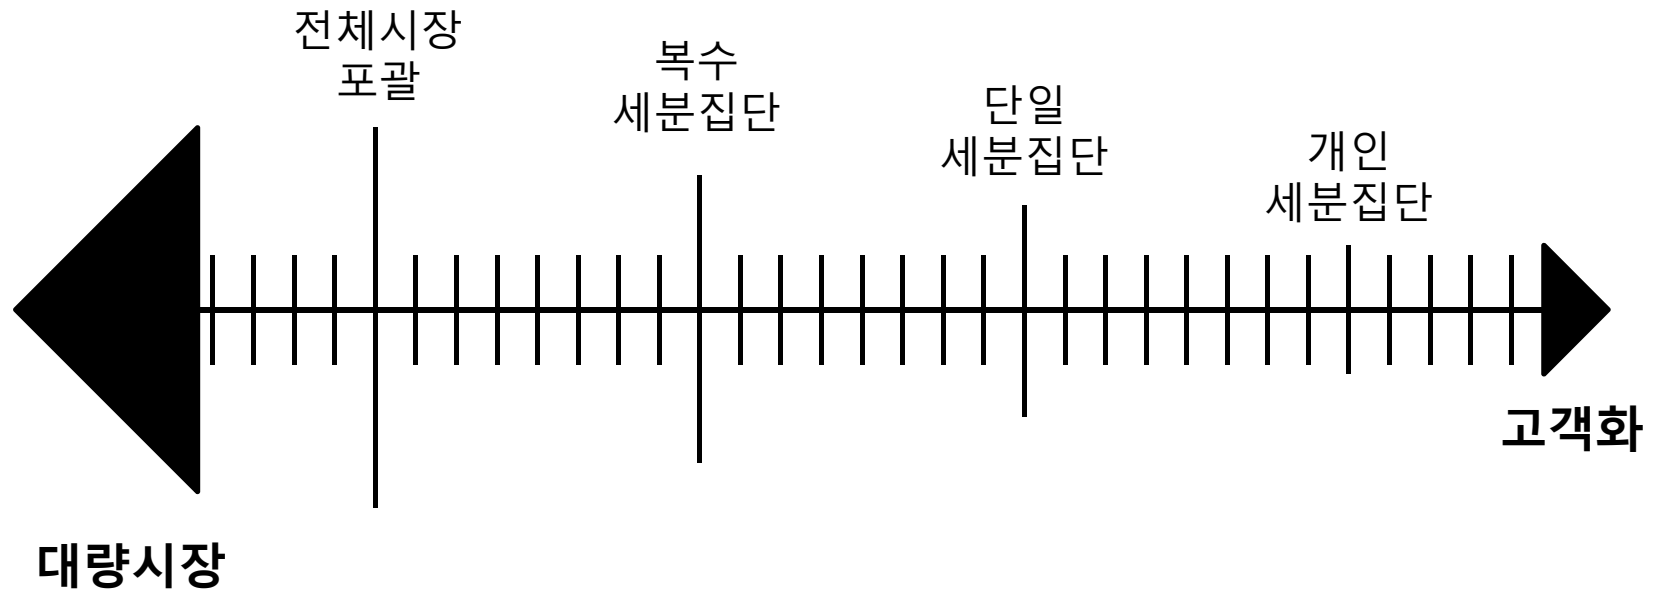 전체시장
포괄
복수
세분집단
단일
세분집단
개인
세분집단
고객화
대량시장